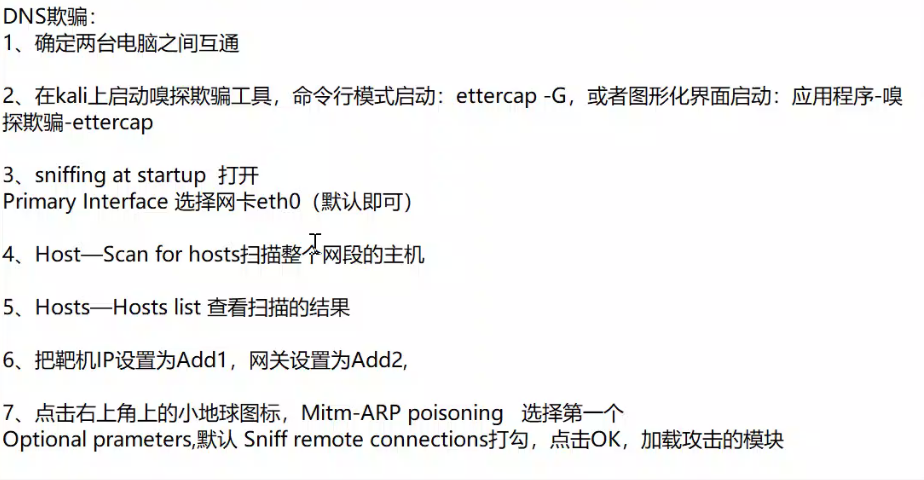 DNS欺骗：
1、确定两台电脑之间互通
2、在kali上启动嗅探欺骗工具，命令行模式启动：ettercap -G，或者图形化界面启动：应用程序-嗅
探欺骗-ettercap
3、sniffing at startup  打开
Primary Interface 选择网卡eth0（默认即可）
4、Host—Scan for hosts扫描整个网段的主机
5、Hosts—Hosts list 查看扫描的结果
6、把靶机IP设置为Add1，网关设置为Add2,
7、点击右上角上的小地球图标，Mitm-ARP poisoning   选择第一个
Optional prameters,默认 Sniff remote connections打勾，点击OK，加载攻击的模块